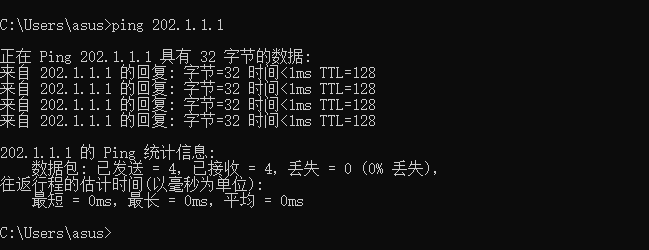 C:\Users\asus>ping 202.1.1.1
正在 Ping 202.1.1.1 具有 32 字节的数据:
来自 202.1.1.1 的回复: 字节=32 时间<1ms TTL=128
来自 202.1.1.1 的回复: 字节=32 时间<1ms TTL=128
来自 202.1.1.1 的回复: 字节=32 时间<1ms TTL=128
来自 202.1.1.1 的回复: 字节=32 时间<1ms TTL=128
202.1.1.1 的 Ping 统计信息:
数据包: 已发送 = 4, 已接收 = 4, 丢失 = 0 (0% 丢失),
往返行程的估计时间(以毫秒为单位):
最短 = 0ms, 最长 = 0ms, 平均 = 0ms
C:\Users\asus>